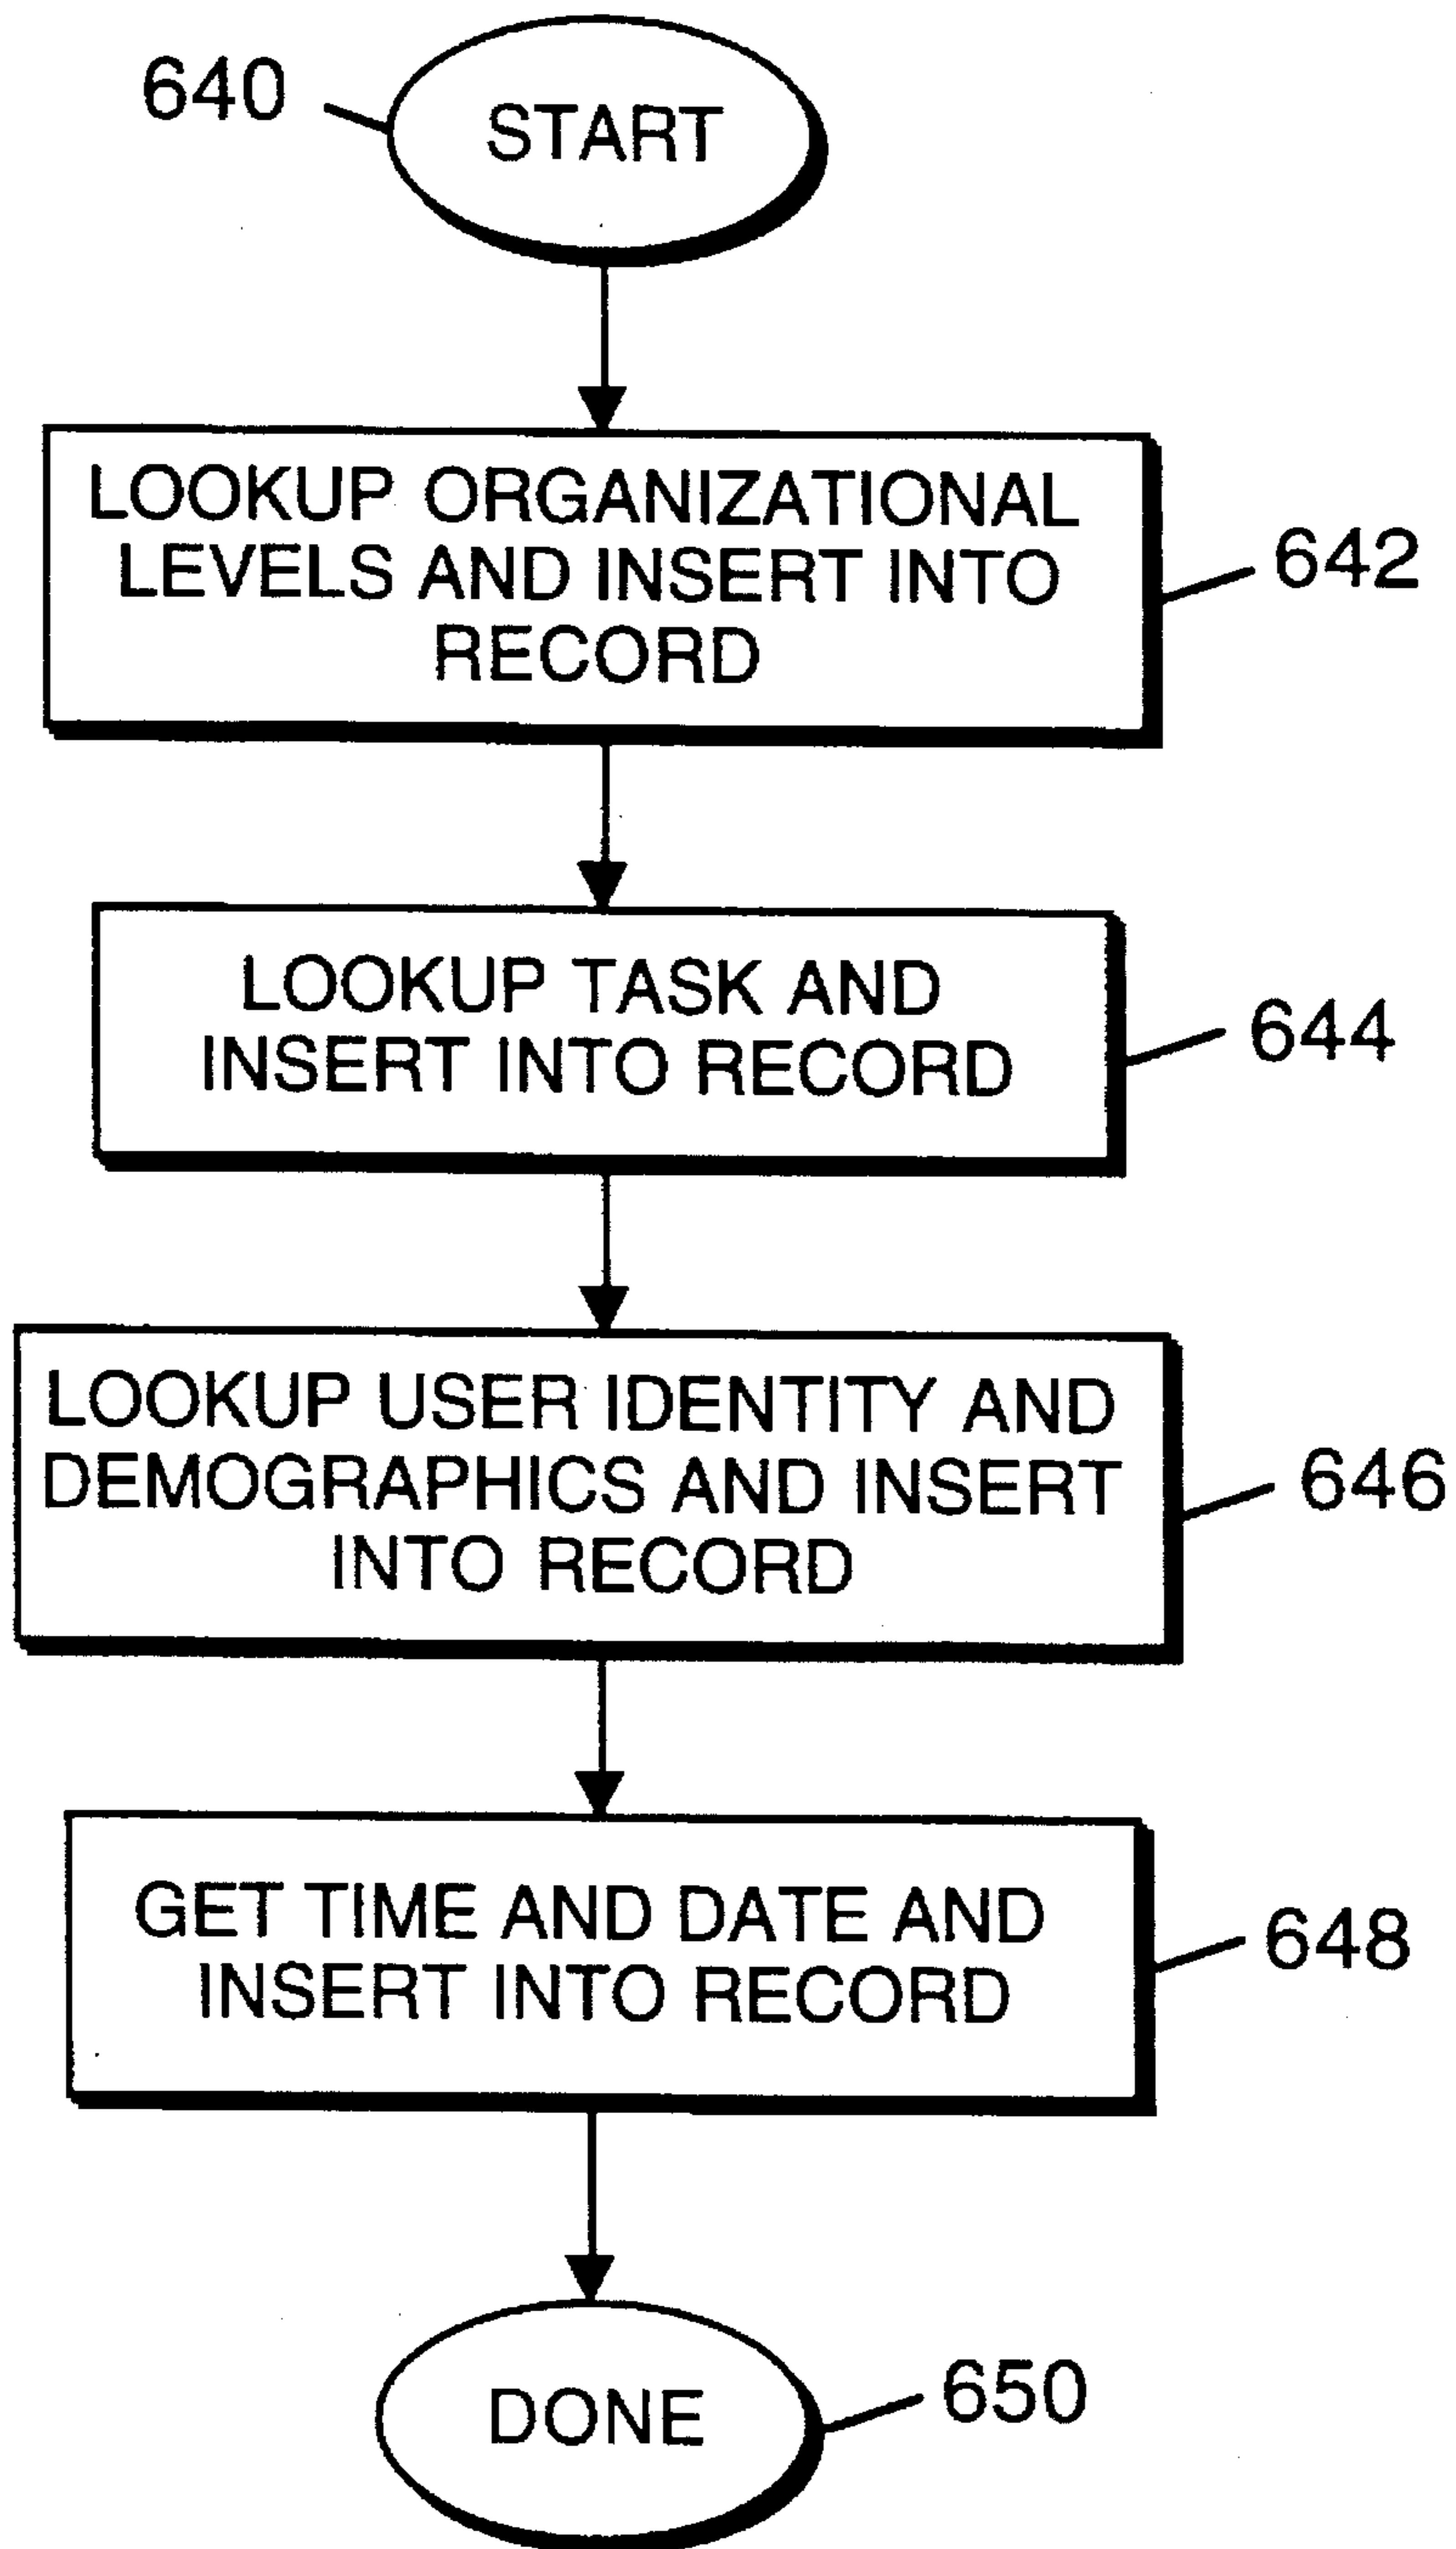 640
START
LOOKUP ORGANIZATIONAL
LEVELS AND INSERT INTO
RECORD
642
LOOKUP TASK AND
INSERT INTO RECORD
644
LOOKUP USER IDENTITY AND
DEMOGRAPHICS AND INSERT
INTO RECORD
646
GET TIME AND DATE AND
INSERT INTO RECORD
648
DONE
650